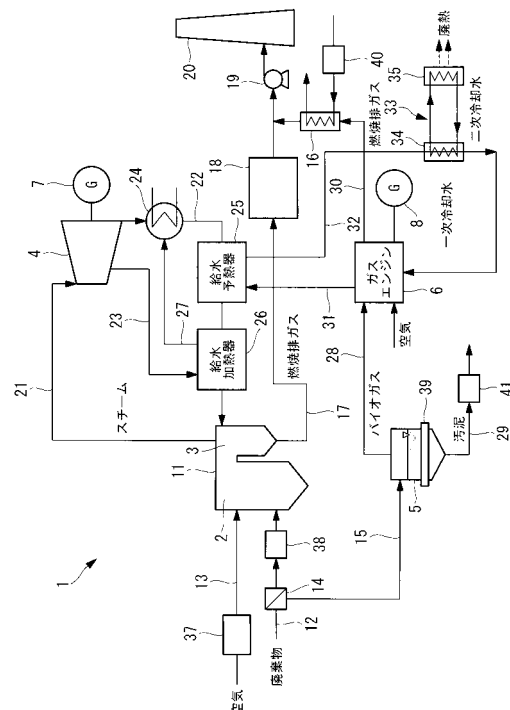 1
21
スチーム
4
7
G
24
22
23
27
給水
予熱器
25
給水
加熱器
26
11
3
2
燃焼排ガス
17
18
19
20
16
40
燃焼排ガス
30
32
31
33
34
35
廃熱
二次冷却水
一次冷却水
G
8
ガス
エンジン
6
空気
28
バイオガス
37
空気
13
38
14
12
廃棄物
15
5
39
汚泥
29
41